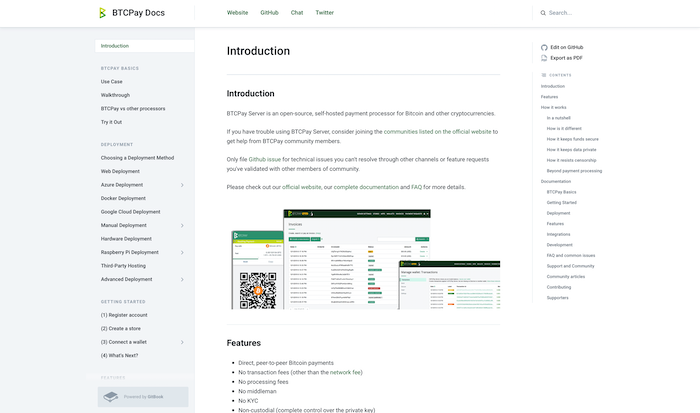 BTCPay Docs
Website
GitHub
Chat
Twitter
Search...
Introduction
BTCPAY BASICS
Use Case
Walkthrough
BTCPay vs other processors
Try it Out
DEPLOYMENT
Choosing a Deployment Method
Web Deployment
Azure Deployment
Docker Deployment
Google Cloud Deployment
Manual Deployment
Hardware Deployment
Raspberry Pi Deployment
Third-Party Hosting
Advanced Deployment
GETTING STARTED
(1) Register account
(2) Create a store
(3) Connect a wallet
(4) What's Next?
FEATURES
Powered by GitBook
Introduction
Introduction
BTCPay Server is an open-source, self-hosted payment processor for Bitcoin and other cryptocurrencies.
If you have trouble using BTCPay Server, consider joining the communities listed on the official website to
get help from BTCPay community members.
Only file Github issue for technical issues you can't resolve through other channels or feature requests
you've validated with other members of community.
Please check out our official website, our complete documentation and FAQ for more details.
Invoices
Manage wallet Transactions
Features
Direct, peer-to-peer Bitcoin payments
No transaction fees (other than the network fee)
No processing fees
No middleman
No KYC
Non-custodial (complete control over the private key)
Edit on GitHub
Export as PDF
CONTENTS
Introduction
Features
How it works
In a nutshell
How is it different
How it keeps funds secure
How it keeps data private
How it resists censorship
Beyond payment processing
Documentation
BTCPay Basics
Getting Started
Deployment
Features
Integrations
Development
FAQ and common issues
Support and Community
Community articles
Contributing
Supporters